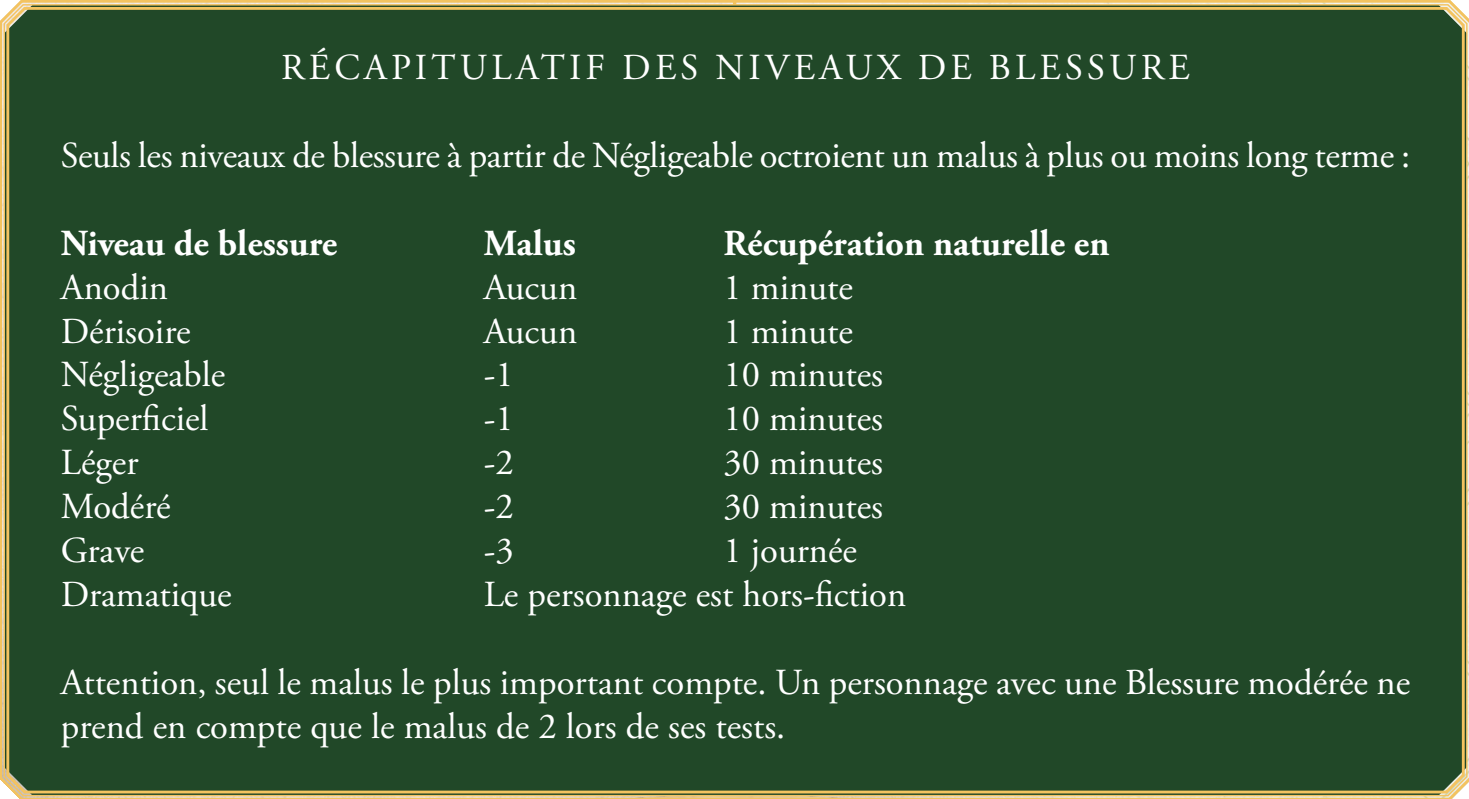 RÉCAPITULATIF DES NIVEAUX DE BLESSURE
Seuls les niveaux de blessure à partir de Négligeable octroient un malus à plus ou moins long terme :
Niveau de blessure Malus Récupération naturelle en
Anodin Aucun 1 minute
Dérisoire Aucun 1 minute
Négligeable -1 10 minutes
Superficiel -1 10 minutes
Léger -2 30 minutes
Modéré -2 30 minutes
Grave -3 1 journée
Dramatique Le personnage est hors-fiction
Attention, seul le malus le plus important compte. Un personnage avec une Blessure modérée ne
prend en compte que le malus de 2 lors de ses tests.